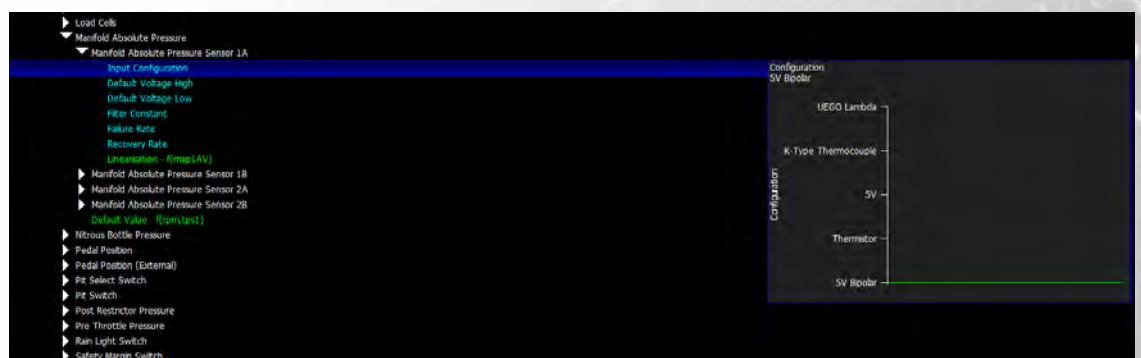 Load Cells
Manifold Absolute Pressure
Manifold Absolute Pressure Sensor 1A
Input Configuration
Default Voltage High
Default Voltage Low
Filter Constant
Failure Rate
Recovery Rate
Linearisation - f(map1AV)
Manifold Absolute Pressure Sensor 1B
Manifold Absolute Pressure Sensor 2A
Manifold Absolute Pressure Sensor 2B
Default Value - f(rpm,tps1)
Nitrous Bottle Pressure
Pedal Position
Pedal Position (External)
Pit Select Switch
Pit Switch
Post Restrictor Pressure
Pre Throttle Pressure
Rain Light Switch
Safety Margin Switch
Configuration
5V Bipolar
UEGO Lambda
K-Type Thermocouple
5V
Thermistor
5V Bipolar
Configuration